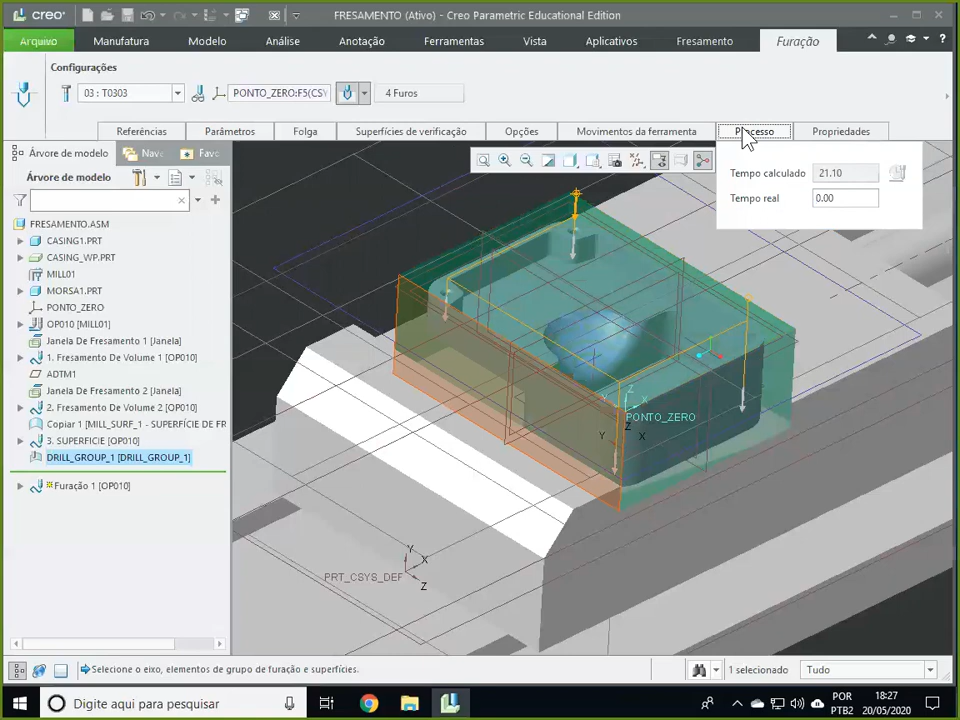 creo
FRESAMENTO (Ativo) - Creo Parametric Educational Edition
Arquivo Manufatura Modelo Análise Anotação Ferramentas Vista Aplicativos Fresamento Furação
Configurações
03 : T0303 PONTO_ZERO:F5(CSY 4 Furos
Referências Parâmetros Folga Superfícies de verificação Opções Movimentos da ferramenta Processo Propriedades
Árvore de modelo Nav Favo
Árvore de modelo
Tempo calculado 21.10
Tempo real 0.00
FRESAMENTO.ASM
CASING1.PRT
CASING_WP.PRT
MILL01
MORSA1.PRT
PONTO_ZERO
OP010 [MILL01]
Janela De Fresamento 1 [Janela]
1. Fresamento De Volume 1 [OP010]
ADTM1
Janela De Fresamento 2 [Janela]
2. Fresamento De Volume 2 [OP010]
Copiar 1 [MILL_SURF_1 - SUPERFÍCIE DE FR
3. SUPERFICIE [OP010]
DRILL_GROUP_1 [DRILL_GROUP_1]
Furação 1 [OP010]
Z
X
Y
PONTO_ZERO
Z
Y
X
Y
X
PRT_CSYS_DEF
Z
Selecione o eixo, elementos de grupo de furação e superfícies.
1 selecionado Tudo
Digite aqui para pesquisar
POR
PTB2
18:27
20/05/2020